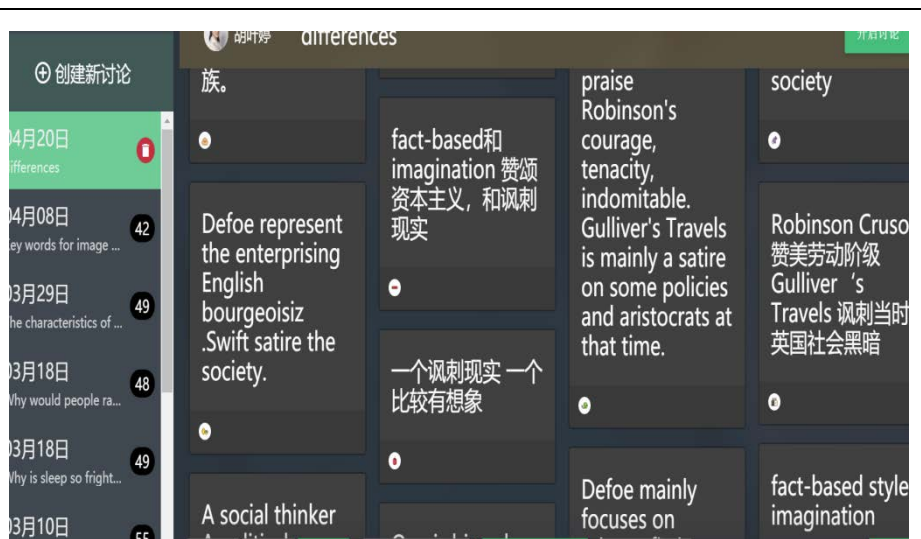 胡叶婷
differences
开启讨论
创建新讨论
04月20日
differences
04月08日
42
key words for image ...
03月29日
49
The characteristics of ...
03月18日
48
Why would people ra...
03月18日
49
Why is sleep so fright...
03月10日
55
族。
Defoe represent
the enterprising
English
bourgeoisiz
.Swift satire the
society.
A social thinker
fact-based和
imagination 赞颂
资本主义，和讽刺
现实
一个讽刺现实 一个
比较有想象
praise
Robinson's
courage,
tenacity,
indomitable.
Gulliver's Travels
is mainly a satire
on some policies
and aristocrats at
that time.
Defoe mainly
focuses on
society
Robinson Cruso
赞美劳动阶级
Gulliver‘s
Travels 讽刺当时
英国社会黑暗
fact-based style
imagination